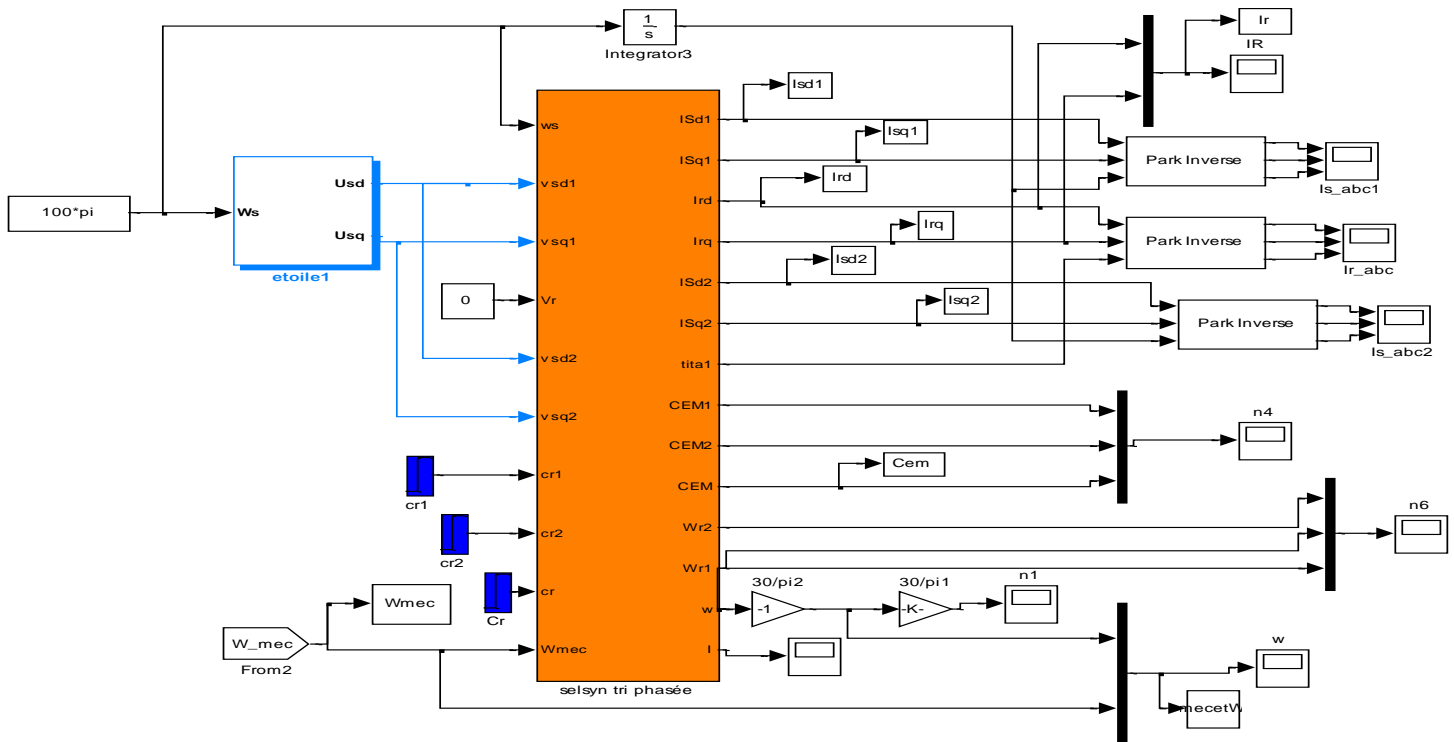 100*pi
Ws
Usd
Usq
etoile1
1
s
Integrator3
0
cr1
cr2
Cr
W_mec
From2
Wmec
ws
vsd1
vsq1
Vr
vsd2
vsq2
cr1
cr2
cr
Wmec
ISd1
ISq1
Ird
Irq
ISd2
ISq2
tita1
CEM1
CEM2
CEM
Wr2
Wr1
w
I
selsyn tri phasée
Isd1
Isq1
Ird
Irq
Isd2
Isq2
Cem
Ir
IR
Park Inverse
Is_abc1
Park Inverse
Ir_abc
Park Inverse
Is_abc2
n4
n6
30/pi2
-1
30/pi1
-K-
n1
w
mecetW